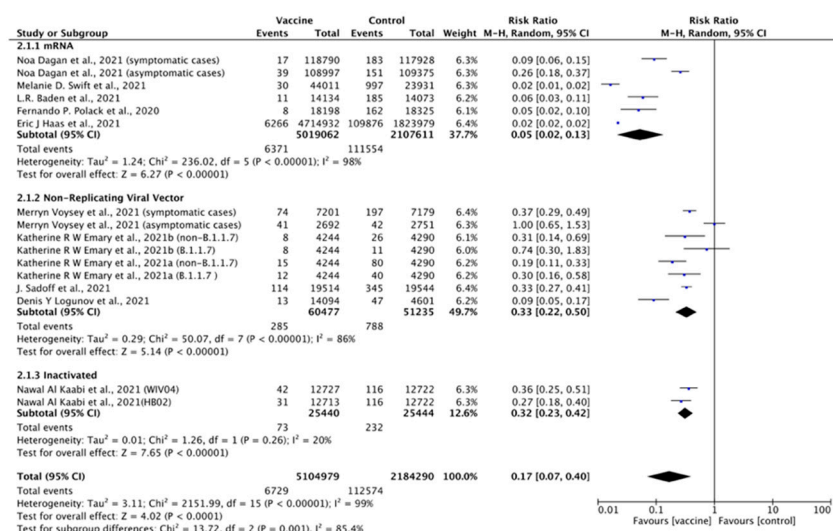 Vaccine Control Risk Ratio Risk Ratio
Study or Subgroup Events Total Events Total Weight M-H, Random, 95% CI M-H, Random, 95% CI
2.1.1 mRNA
Noa Dagan et al., 2021 (symptomatic cases) 17 118790 183 117928 6.3% 0.09 [0.06, 0.15]
Noa Dagan et al., 2021 (asymptomatic cases) 39 108997 151 109375 6.3% 0.26 [0.18, 0.37]
Melanie D. Swift et al., 2021 30 44011 997 23931 6.3% 0.02 [0.01, 0.02]
L.R. Baden et al., 2021 11 14134 185 14073 6.2% 0.06 [0.03, 0.11]
Fernando P. Polack et al., 2020 8 18198 162 18325 6.2% 0.05 [0.02, 0.10]
Eric J Haas et al., 2021 6266 4714932 109876 1823979 6.4% 0.02 [0.02, 0.02]
Subtotal (95% CI) 5019062 2107611 37.7% 0.05 [0.02, 0.13]
Total events 6371 111554
Heterogeneity: Tau² = 1.24; Chi² = 236.02, df = 5 (P < 0.00001); I² = 98%
Test for overall effect: Z = 6.27 (P < 0.00001)
2.1.2 Non-Replicating Viral Vector
Merryn Voysey et al., 2021 (symptomatic cases) 74 7201 197 7179 6.4% 0.37 [0.29, 0.49]
Merryn Voysey et al., 2021 (asymptomatic cases) 41 2692 42 2751 6.3% 1.00 [0.65, 1.53]
Katherine R W Emary et al., 2021b (non-B.1.1.7) 8 4244 26 4290 6.1% 0.31 [0.14, 0.69]
Katherine R W Emary et al., 2021b (B.1.1.7) 8 4244 11 4290 6.0% 0.74 [0.30, 1.83]
Katherine R W Emary et al., 2021a (non-B.1.1.7) 15 4244 80 4290 6.2% 0.19 [0.11, 0.33]
Katherine R W Emary et al., 2021a (B.1.1.7 ) 12 4244 40 4290 6.2% 0.30 [0.16, 0.58]
J. Sadoff et al., 2021 114 19514 345 19544 6.4% 0.33 [0.27, 0.41]
Denis Y Logunov et al., 2021 13 14094 47 4601 6.2% 0.09 [0.05, 0.17]
Subtotal (95% CI) 60477 51235 49.7% 0.33 [0.22, 0.50]
Total events 285 788
Heterogeneity: Tau² = 0.29; Chi² = 50.07, df = 7 (P < 0.00001); I² = 86%
Test for overall effect: Z = 5.14 (P < 0.00001)
2.1.3 Inactivated
Nawal Al Kaabi et al., 2021 (WIV04) 42 12727 116 12722 6.3% 0.36 [0.25, 0.51]
Nawal Al Kaabi et al., 2021(HB02) 31 12713 116 12722 6.3% 0.27 [0.18, 0.40]
Subtotal (95% CI) 25440 25444 12.6% 0.32 [0.23, 0.42]
Total events 73 232
Heterogeneity: Tau² = 0.01; Chi² = 1.26, df = 1 (P = 0.26); I² = 20%
Test for overall effect: Z = 7.65 (P < 0.00001)
Total (95% CI) 5104979 2184290 100.0% 0.17 [0.07, 0.40]
Total events 6729 112574
Heterogeneity: Tau² = 3.11; Chi² = 2151.99, df = 15 (P < 0.00001); I² = 99%
Test for overall effect: Z = 4.02 (P < 0.0001)
Test for subgroup differences: Chi² = 13.72, df = 2 (P = 0.001), I² = 85.4%
0.01 0.1 1 10 100
Favours [vaccine] Favours [control]